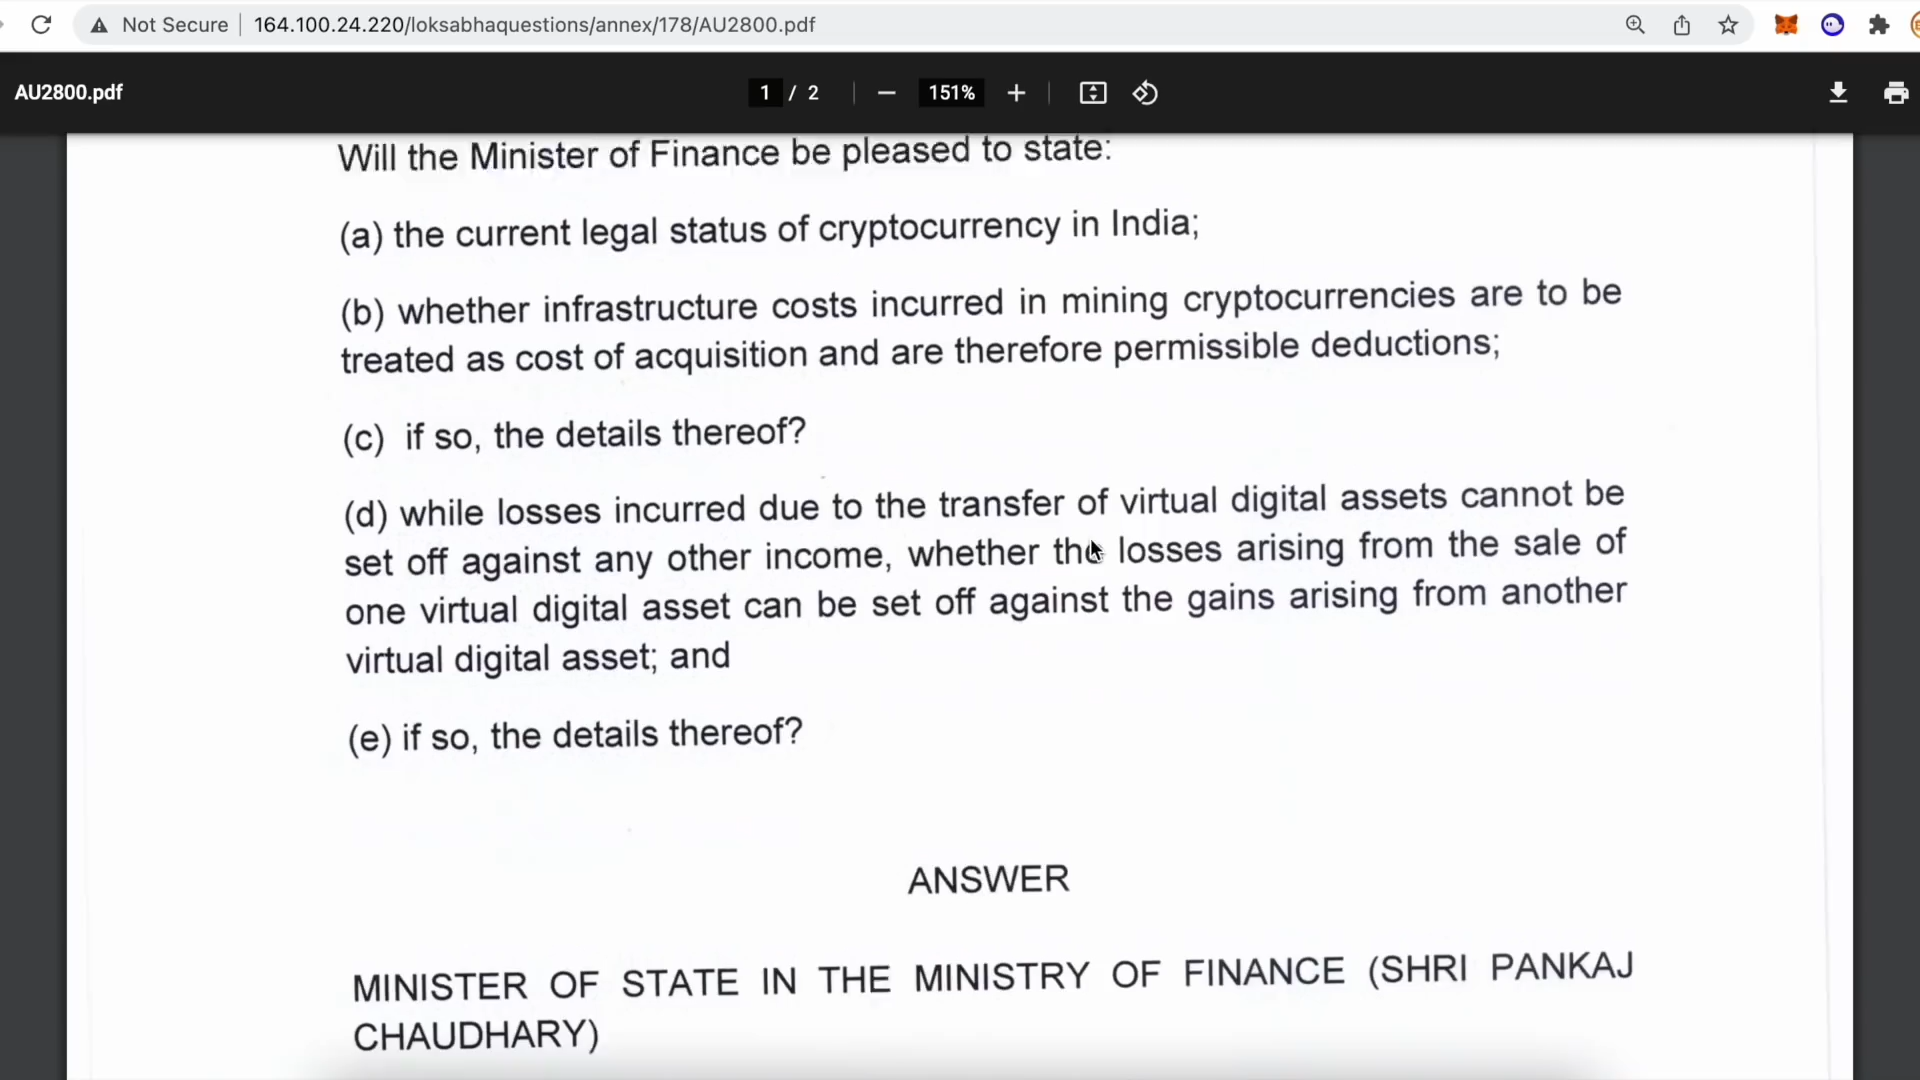 Not Secure | 164.100.24.220/loksabhaquestions/annex/178/AU2800.pdf
AU2800.pdf 1 / 2 151%
Will the Minister of Finance be pleased to state:
(a) the current legal status of cryptocurrency in India;
(b) whether infrastructure costs incurred in mining cryptocurrencies are to be
treated as cost of acquisition and are therefore permissible deductions;
(c) if so, the details thereof?
(d) while losses incurred due to the transfer of virtual digital assets cannot be
set off against any other income, whether the losses arising from the sale of
one virtual digital asset can be set off against the gains arising from another
virtual digital asset; and
(e) if so, the details thereof?
ANSWER
MINISTER OF STATE IN THE MINISTRY OF FINANCE (SHRI PANKAJ
CHAUDHARY)